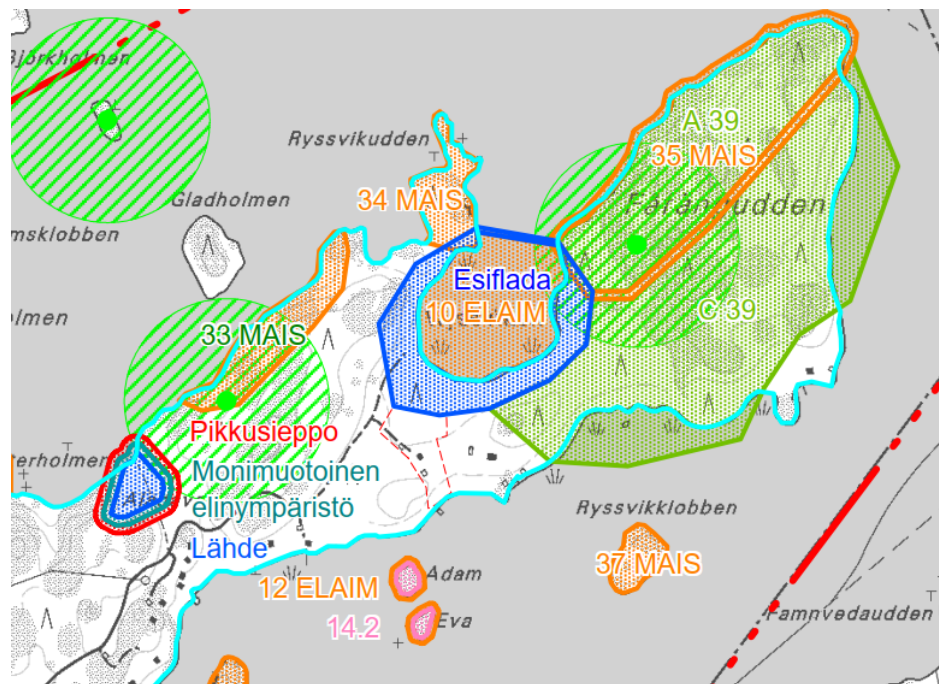 Björkholmen
Ryssvikudden
A 39
35 MAIS
34 MAIS
Gladholmen
msklobben
Esiflada
10 ELAIM
C 39
olmen
33 MAIS
Pikkusieppo
terholmen
Monimuotoinen
elinympäristö
Lähde
Ryssvikklobben
37 MAIS
12 ELAIM
Adam
14.2
Eva
Famnvedaudden